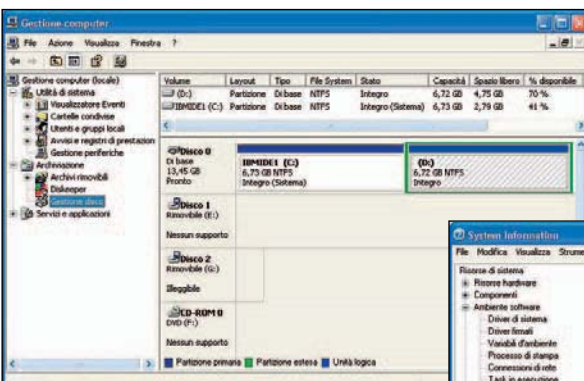 Gestione computer
File Azione Visualizza Finestra ?
Gestione computer (locale)
Utilità di sistema
Visualizzatore Eventi
Cartelle condivise
Utenti e gruppi locali
Avvisi e registri di prestazion
Gestione periferiche
Archiviazione
Archivi rimovibili
Diskeeper
Gestione disco
Servizi e applicazioni
Volume Layout Tipo File System Stato Capacità Spazio libero % disponibile
(D:) Partizione Di base NTFS Integro 6,72 GB 4,75 GB 70 %
IBMIDE1 (C:) Partizione Di base NTFS Integro (Sistema) 6,73 GB 2,79 GB 41 %
Disco 0
Di base
13,45 GB
Pronto
IBMIDE1 (C:)
6,73 GB NTFS
Integro (Sistema)
(D:)
6,72 GB NTFS
Integro
Disco 1
Rimovibile (E:)
Nessun supporto
Disco 2
Rimovibile (G:)
Illeggibile
CD-ROM 0
DVD (F:)
Nessun supporto
Partizione primaria Partizione estesa Unità logica
System Information
File Modifica Visualizza Strume
Risorse di sistema
Risorse hardware
Componenti
Ambiente software
Driver di sistema
Driver firmati
Variabili d'ambiente
Processo di stampa
Connessioni di rete
Task in esecuzione